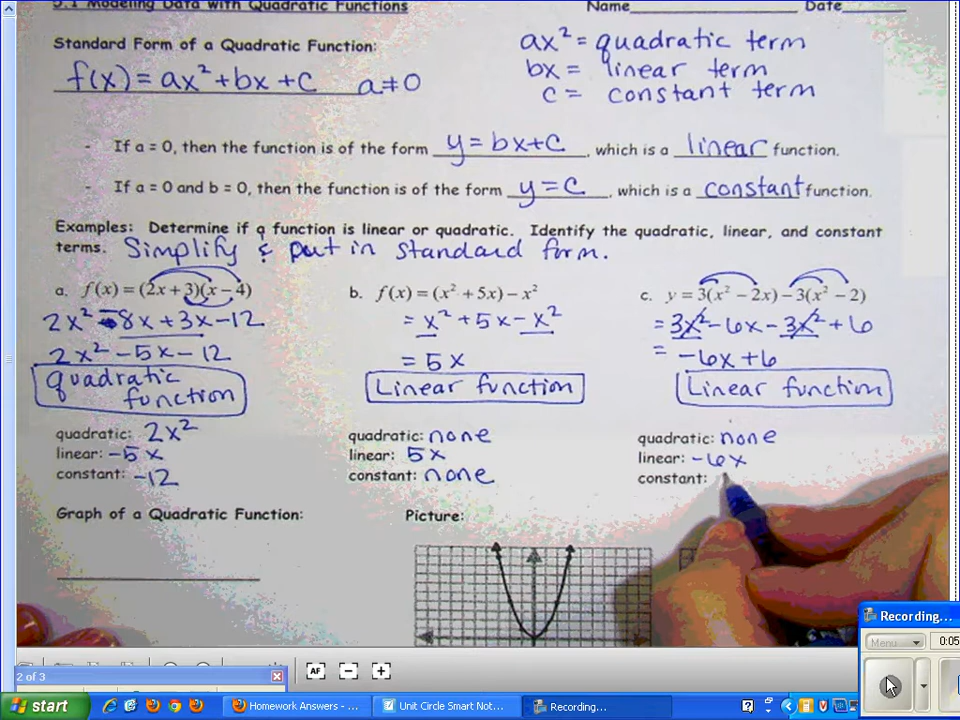 5.1 Modeling Data with Quadratic Functions Name Date
Standard Form of a Quadratic Function:
f(x) = ax² + bx + c a ≠ 0
ax² = quadratic term
bx = linear term
c = constant term
- If a = 0, then the function is of the form y = bx+c, which is a linear function.
- If a = 0 and b = 0, then the function is of the form y = c, which is a constant function.
Examples: Determine if a function is linear or quadratic. Identify the quadratic, linear, and constant
terms. Simplify & put in standard form.
a. f(x) = (2x + 3)(x − 4)
2x² − 8x + 3x − 12
2x² − 5x − 12
quadratic
function
quadratic: 2x²
linear: −5x
constant: −12
b. f(x) = (x² + 5x) − x²
= x² + 5x − x²
= 5x
Linear function
quadratic: none
linear: 5x
constant: none
c. y = 3(x² − 2x) − 3(x² − 2)
= 3x² − 6x − 3x² + 6
= −6x + 6
Linear function
quadratic: none
linear: −6x
constant:
Graph of a Quadratic Function: Picture:
Recording...
Menu 0:05
2 of 3
AF
start
Homework Answers - ...
Unit Circle Smart Not...
Recording...